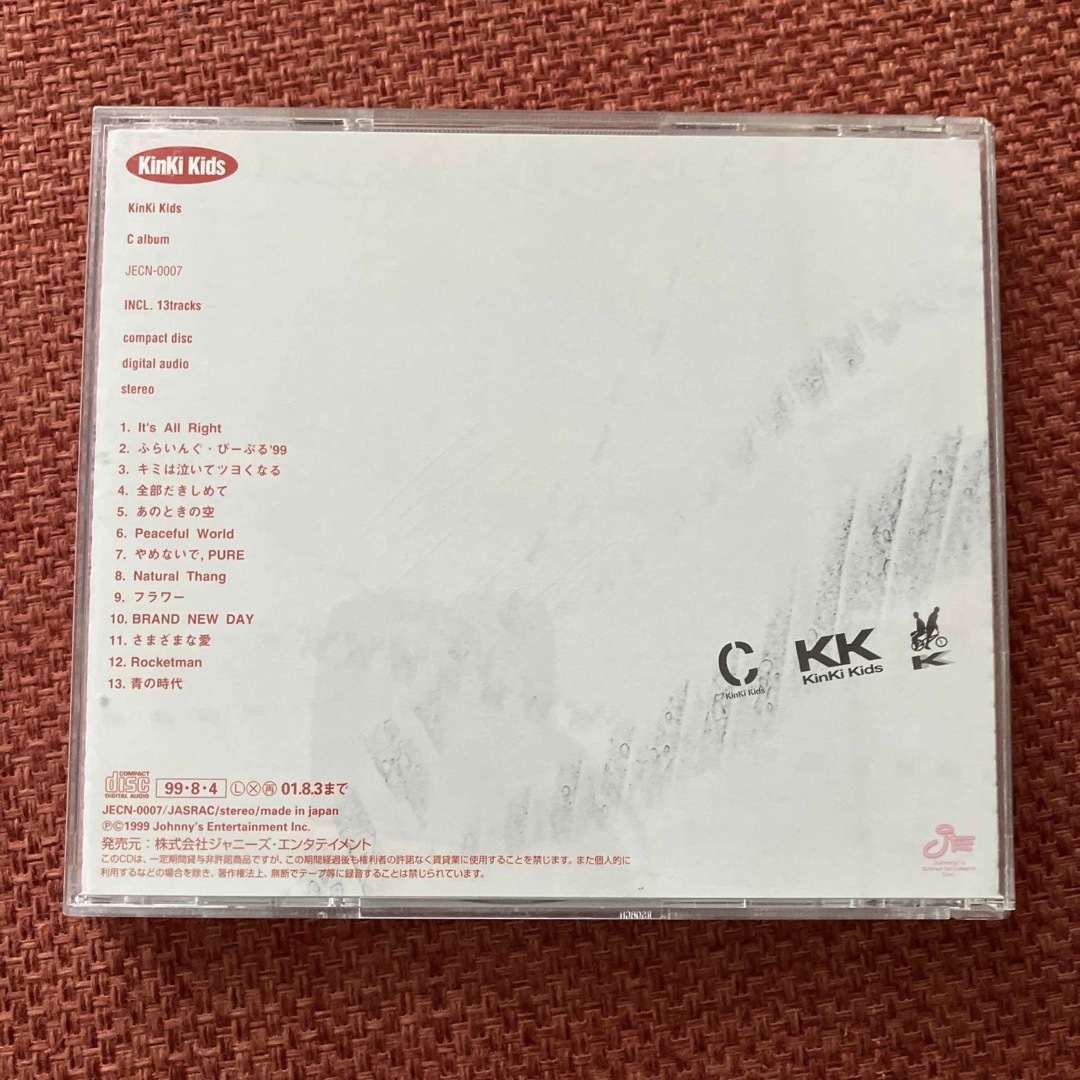 KinKi Kids
KinKi Kids
C album
JECN-0007
INCL. 13tracks
compact disc
digital audio
stereo
1. It's All Right
2. ふらいんぐ・ぴーぷる'99
3. キミは泣いてツヨくなる
4. 全部だきしめて
5. あのときの空
6. Peaceful World
7. やめないで,PURE
8. Natural Thang
9. フラワー
10. BRAND NEW DAY
11. さまざまな愛
12. Rocketman
13. 青の時代
C
KinKi Kids
KK
KinKi Kids
K
COMPACT
disc
DIGITAL AUDIO
99・8・4 Ⓛ Ⓧ ㊝ 01.8.3まで
JECN-0007/JASRAC/stereo/made in japan
Ⓟ©1999 Johnny's Entertainment Inc.
発売元：株式会社ジャニーズ・エンタテイメント
このCDは、一定期間貸与非許諾商品ですが、この期間経過後も権利者の許諾なく賃貸業に使用することを禁じます。また個人的に
利用するなどの場合を除き、著作権法上、無断でテープ等に録音することは禁じられています。
JE
Johnny's
Entertainment
Inc.